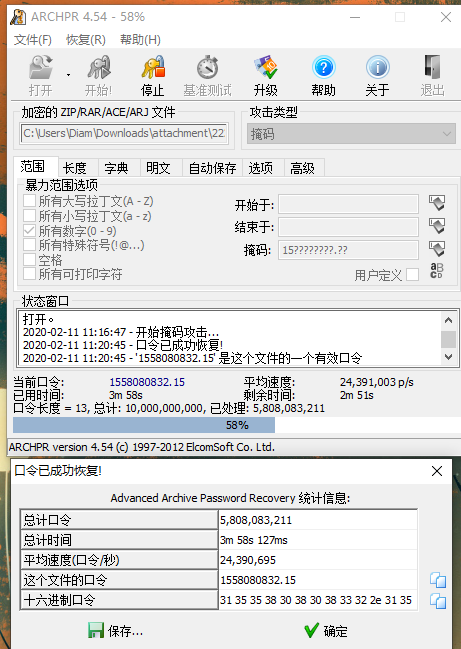 ARCHPR 4.54 - 58%
文件(F) 恢复(R) 帮助(H)
打开 开始! 停止 基准测试 升级 帮助 关于 退出
加密的 ZIP/RAR/ACE/ARJ 文件 攻击类型
C:\Users\Diam\Downloads\attachment\22 掩码
范围 长度 字典 明文 自动保存 选项 高级
暴力范围选项
所有大写拉丁文(A - Z)
所有小写拉丁文(a - z)
所有数字(0 - 9)
所有特殊符号(!@...)
空格
所有可打印字符
开始于:
结束于:
掩码: 15????????.??
用户定义
状态窗口
打开。
2020-02-11 11:16:47 - 开始掩码攻击...
2020-02-11 11:20:45 - 口令已成功恢复!
2020-02-11 11:20:45 - '1558080832.15' 是这个文件的一个有效口令
当前口令: 1558080832.15 平均速度: 24,391,003 p/s
已用时间: 3m 58s 剩余时间: 2m 51s
口令长度 = 13, 总计: 10,000,000,000, 已处理: 5,808,083,211
58%
ARCHPR version 4.54 (c) 1997-2012 ElcomSoft Co. Ltd.
口令已成功恢复!
Advanced Archive Password Recovery 统计信息:
总计口令 5,808,083,211
总计时间 3m 58s 127ms
平均速度(口令/秒) 24,390,695
这个文件的口令 1558080832.15
十六进制口令 31 35 35 38 30 38 30 38 33 32 2e 31 35
保存... 确定